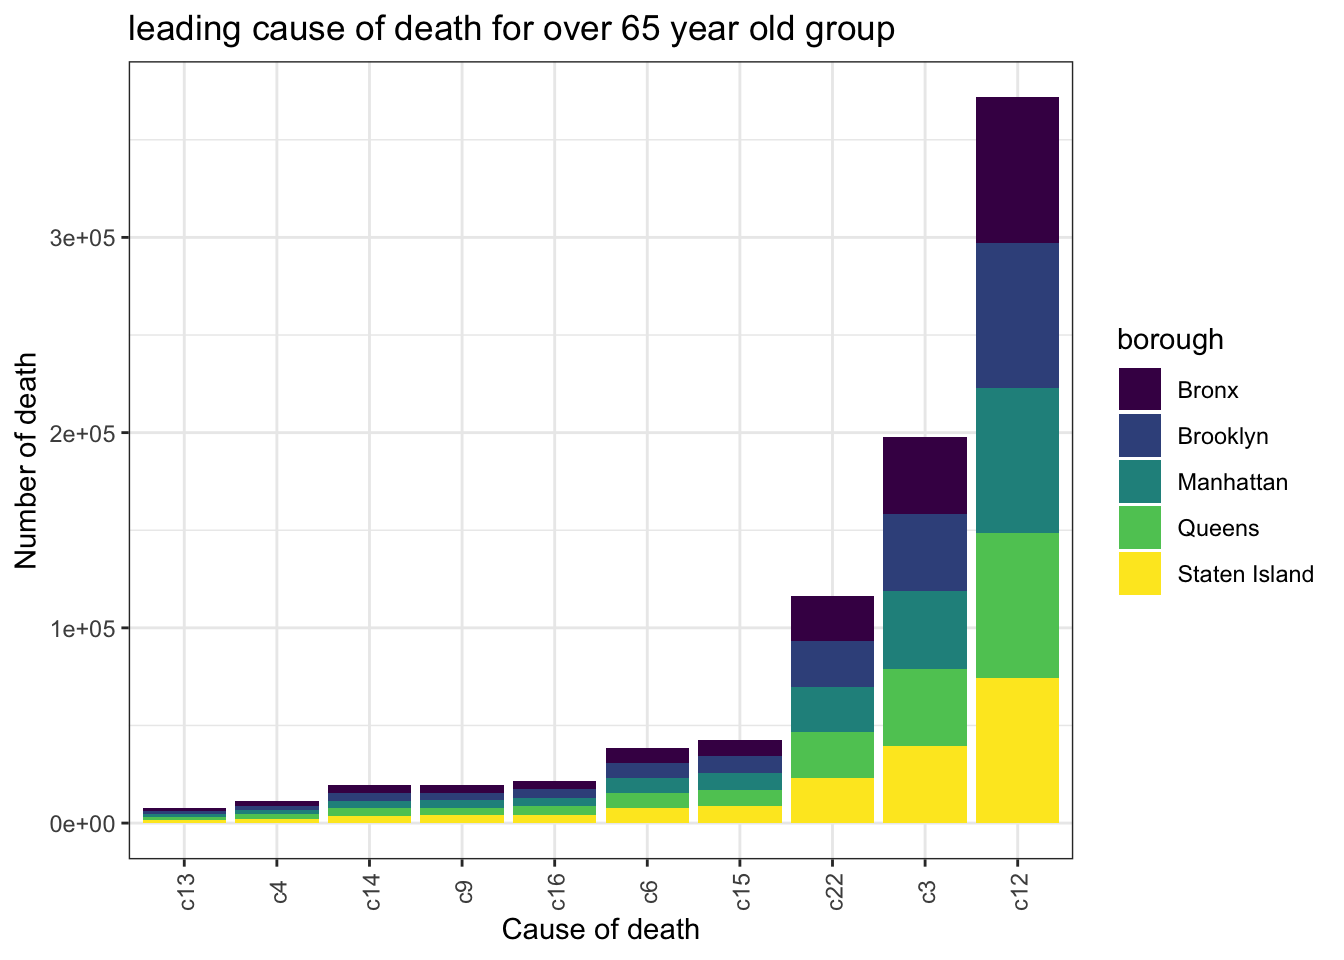 leading cause of death for over 65 year old group
Number of death
3e+05
2e+05
1e+05
0e+00
c13
c4
c14
c9
c16
c6
c15
c22
c3
c12
Cause of death
borough
Bronx
Brooklyn
Manhattan
Queens
Staten Island